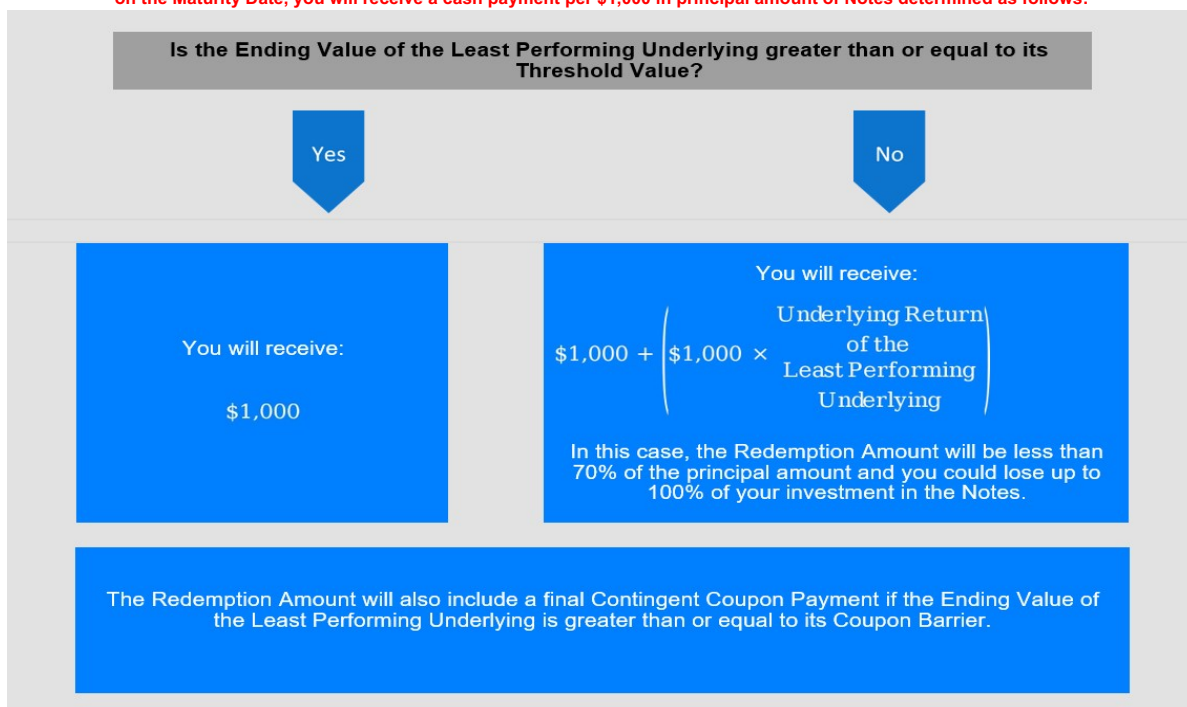 on the Maturity Date, you will receive a cash payment per $1,000 in principal amount of Notes determined as follows:
Is the Ending Value of the Least Performing Underlying greater than or equal to its
Threshold Value?
Yes
No
You will receive:
$1,000
You will receive:
$1,000 + ($1,000 × Underlying Return
of the
Least Performing
Underlying)
In this case, the Redemption Amount will be less than
70% of the principal amount and you could lose up to
100% of your investment in the Notes.
The Redemption Amount will also include a final Contingent Coupon Payment if the Ending Value of
the Least Performing Underlying is greater than or equal to its Coupon Barrier.